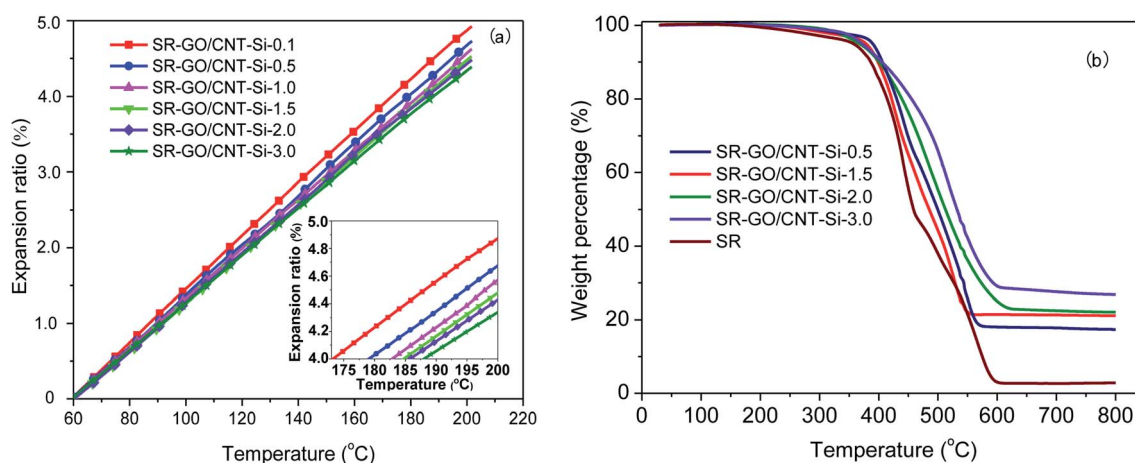 (a)
5.0
4.0
3.0
2.0
1.0
0.0
Expansion ratio (%)
SR-GO/CNT-Si-0.1
SR-GO/CNT-Si-0.5
SR-GO/CNT-Si-1.0
SR-GO/CNT-Si-1.5
SR-GO/CNT-Si-2.0
SR-GO/CNT-Si-3.0
5.0
4.8
4.6
4.4
4.2
4.0
Expansion ratio (%)
175 180 185 190 195 200
Temperature (°C)
60 80 100 120 140 160 180 200 220
Temperature (°C)
(b)
100
80
60
40
20
0
Weight percentage (%)
SR-GO/CNT-Si-0.5
SR-GO/CNT-Si-1.5
SR-GO/CNT-Si-2.0
SR-GO/CNT-Si-3.0
SR
0 100 200 300 400 500 600 700 800
Temperature (°C)